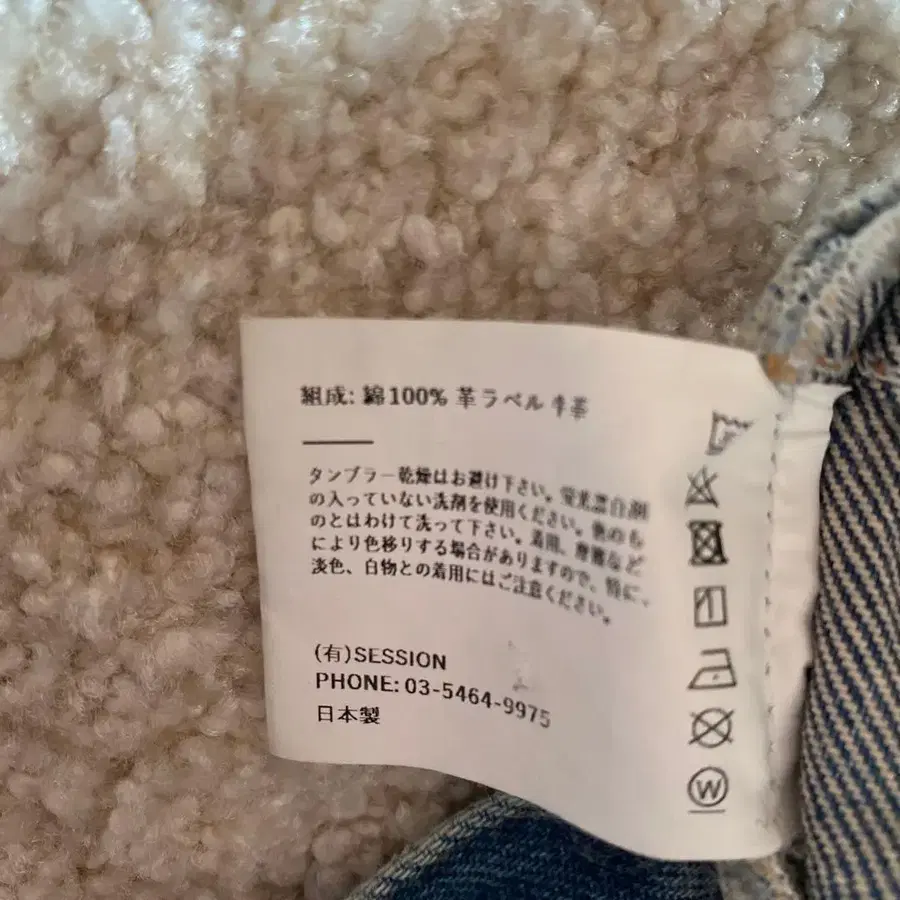 組成: 綿100% 革ラベル 牛革
タンブラー乾燥はお避け下さい。蛍光漂白剤
の入っていない洗剤を使用ください。他のも
のとはわけて洗って下さい。着用、摩擦など
により色移りする場合がありますので、特に、
淡色、白物との着用にはご注意ください。
(有)SESSION
PHONE: 03-5464-9975
日本製
W